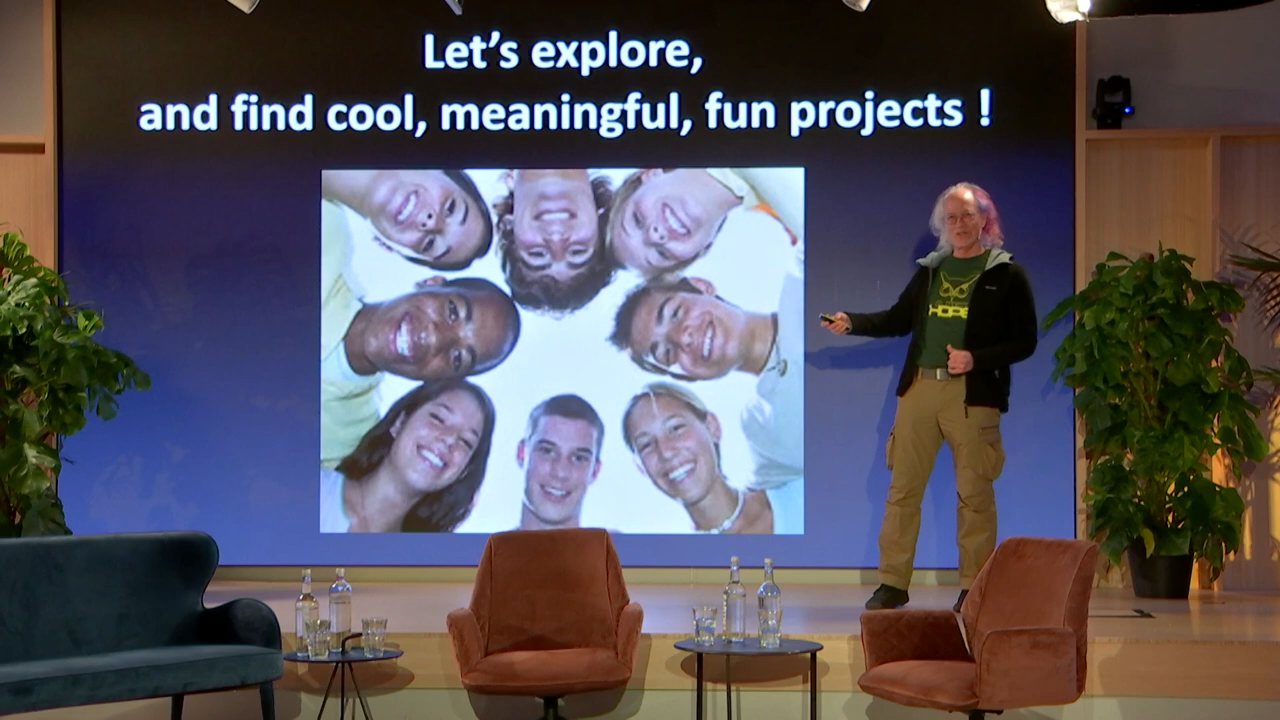 Let's explore,
and find cool, meaningful, fun projects !
HOPE